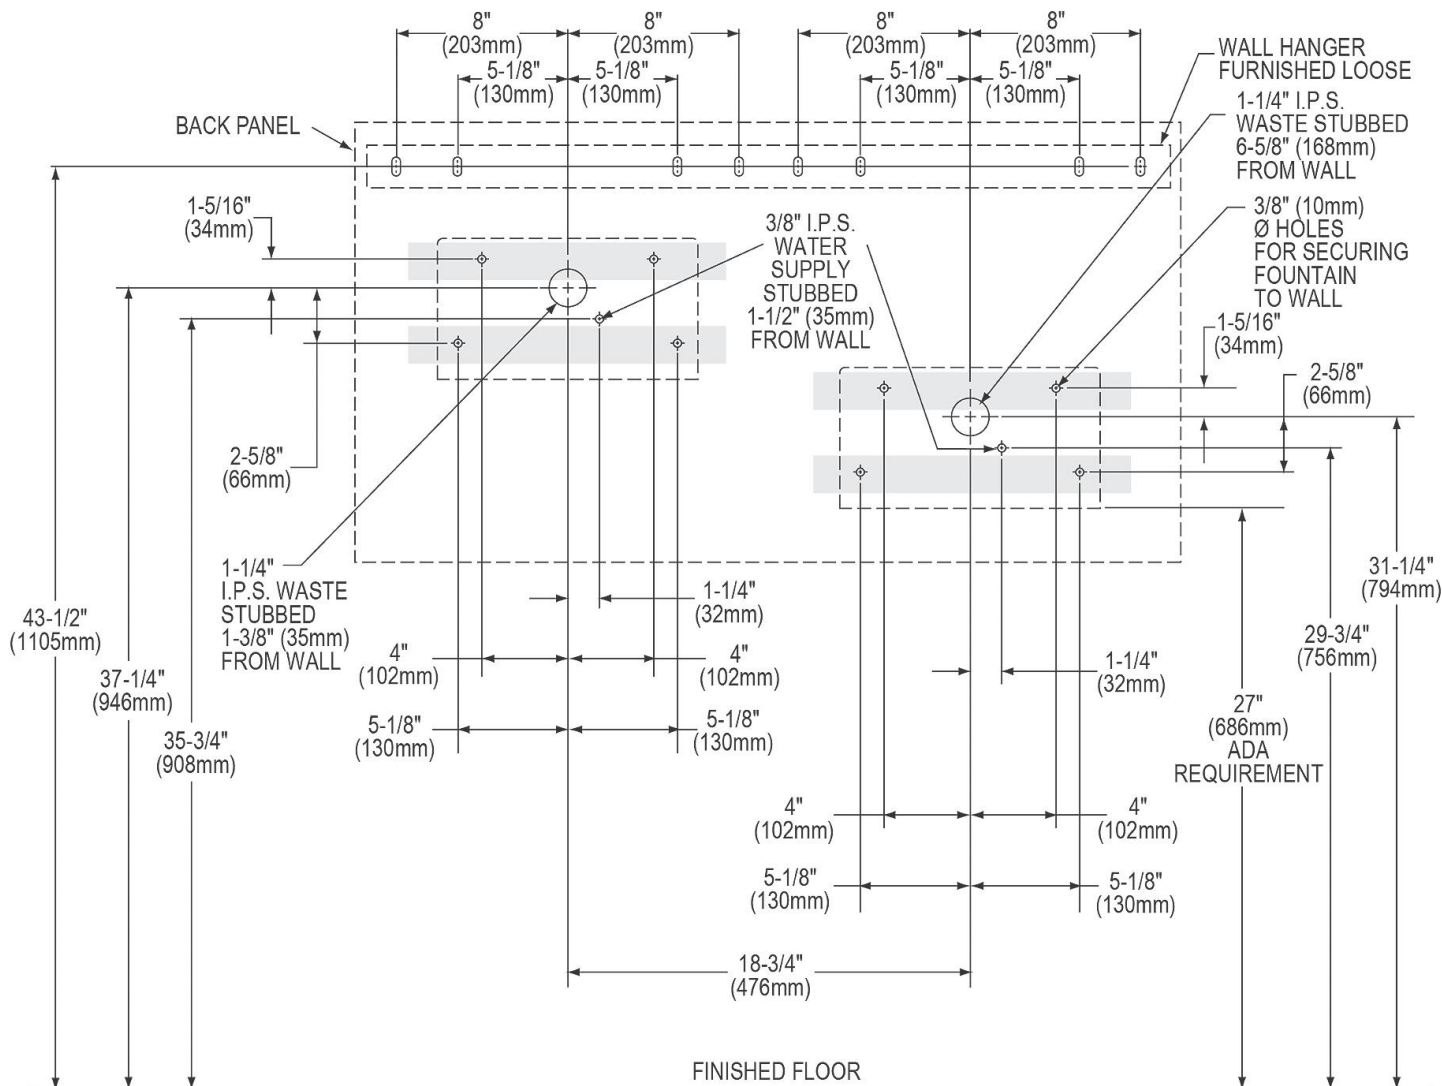 8"
(203mm)
8"
(203mm)
8"
(203mm)
8"
(203mm)
5-1/8"
(130mm)
5-1/8"
(130mm)
5-1/8"
(130mm)
5-1/8"
(130mm)
WALL HANGER
FURNISHED LOOSE
1-1/4" I.P.S.
WASTE STUBBED
6-5/8" (168mm)
FROM WALL
BACK PANEL
1-5/16"
(34mm)
3/8" I.P.S.
WATER
SUPPLY
STUBBED
1-1/2" (35mm)
FROM WALL
3/8" (10mm)
Ø HOLES
FOR SECURING
FOUNTAIN
TO WALL
1-5/16"
(34mm)
2-5/8"
(66mm)
2-5/8"
(66mm)
1-1/4"
I.P.S. WASTE
STUBBED
1-3/8" (35mm)
FROM WALL
1-1/4"
(32mm)
31-1/4"
(794mm)
43-1/2"
(1105mm)
29-3/4"
(756mm)
4"
(102mm)
4"
(102mm)
1-1/4"
(32mm)
37-1/4"
(946mm)
27"
(686mm)
ADA
REQUIREMENT
5-1/8"
(130mm)
5-1/8"
(130mm)
35-3/4"
(908mm)
4"
(102mm)
4"
(102mm)
5-1/8"
(130mm)
5-1/8"
(130mm)
18-3/4"
(476mm)
FINISHED FLOOR